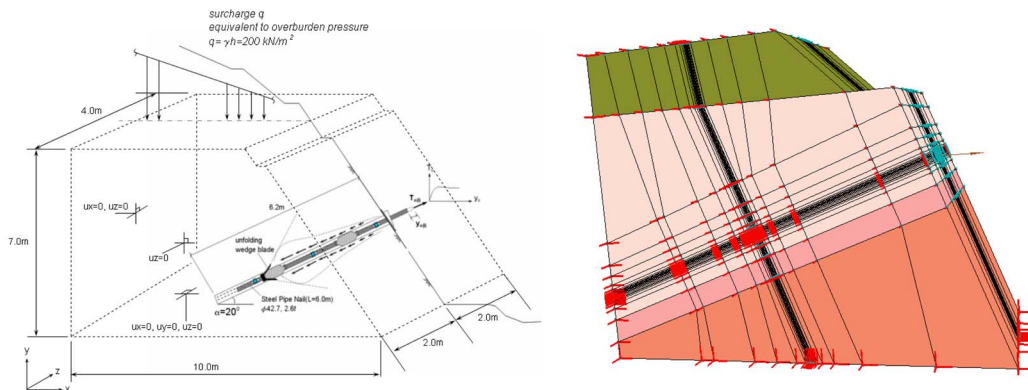 surcharge q
equivalent to overburden pressure
q= γh=200 kN/m²
4.0m
6.2m
ux=0, uz=0
7.0m
uz=0
unfolding
wedge blade
Steel Pipe Nail(L=6.0m)
α=20°
ϕ42.7, 2.6t
ux=0, uy=0, uz=0
2.0m
2.0m
10.0m
y
z
x